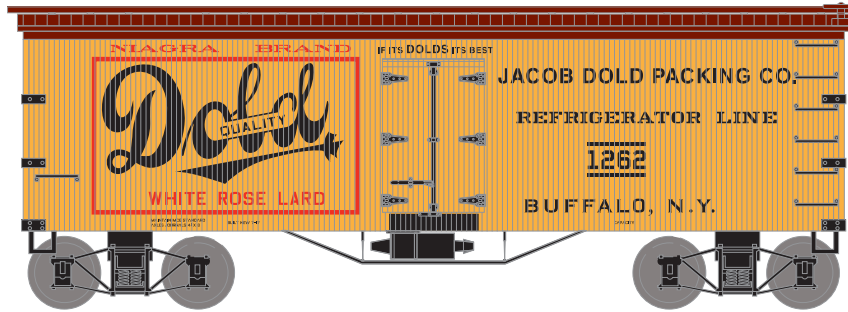 NIAGRA BRAND
Dold
QUALITY
WHITE ROSE LARD
IF ITS DOLDS ITS BEST
JACOB DOLD PACKING CO.
REFRIGERATOR LINE
1262
BUFFALO, N.Y.
CAPACITY